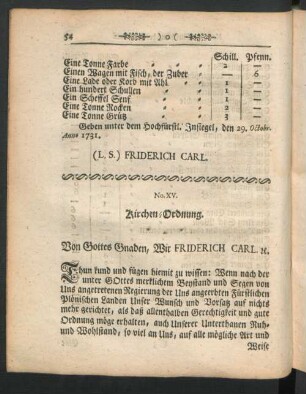 54 )o(
Schill. Pfenn.
Eine Tonne Farbe 2 —
Einen Wagen mit Fisch, der Zuber — 6
Eine Lade oder Korb mit Ahl 1 —
Ein hundert Schullen 1 —
Ein Scheffel Senf 1 —
Eine Tonne Nocken 2 —
Eine Tonne Grütz 3 —
Geben unter dem Hochfürstl. Insiegel, den 29. Octobr.
Anno 1731.
(L. S.) FRIDERICH CARL.
No. XV.
Kirchen-Ordnung.
Von Gottes Gnaden, Wir FRIDERICH CARL. ꝛc.
Thun kund und fügen hiemit zu wissen: Wenn nach der
unter GOttes mercklichem Beystand und Segen von
Uns angetretenen Regierung der Uns angeerbten Fürstlichen
Plönischen Landen Unser Wunsch und Vorsatz auf nichts
mehr gerichtet, als daß allenthalben Gerechtigkeit und gute
Ordnung möge erhalten, auch Unserer Unterthanen Ruh-
und Wohlstand, so viel an Uns, auf alle mögliche Art und
Weise